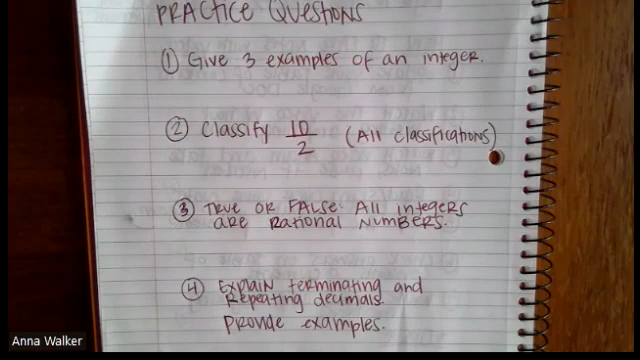 PRACTICE QUESTIONS
① Give 3 examples of an integer.
② Classify 10/2 (All classifications)
③ TRUE OR FALSE: All integers
are Rational Numbers.
④ Explain terminating and
Repeating decimals.
Provide examples.
Anna Walker